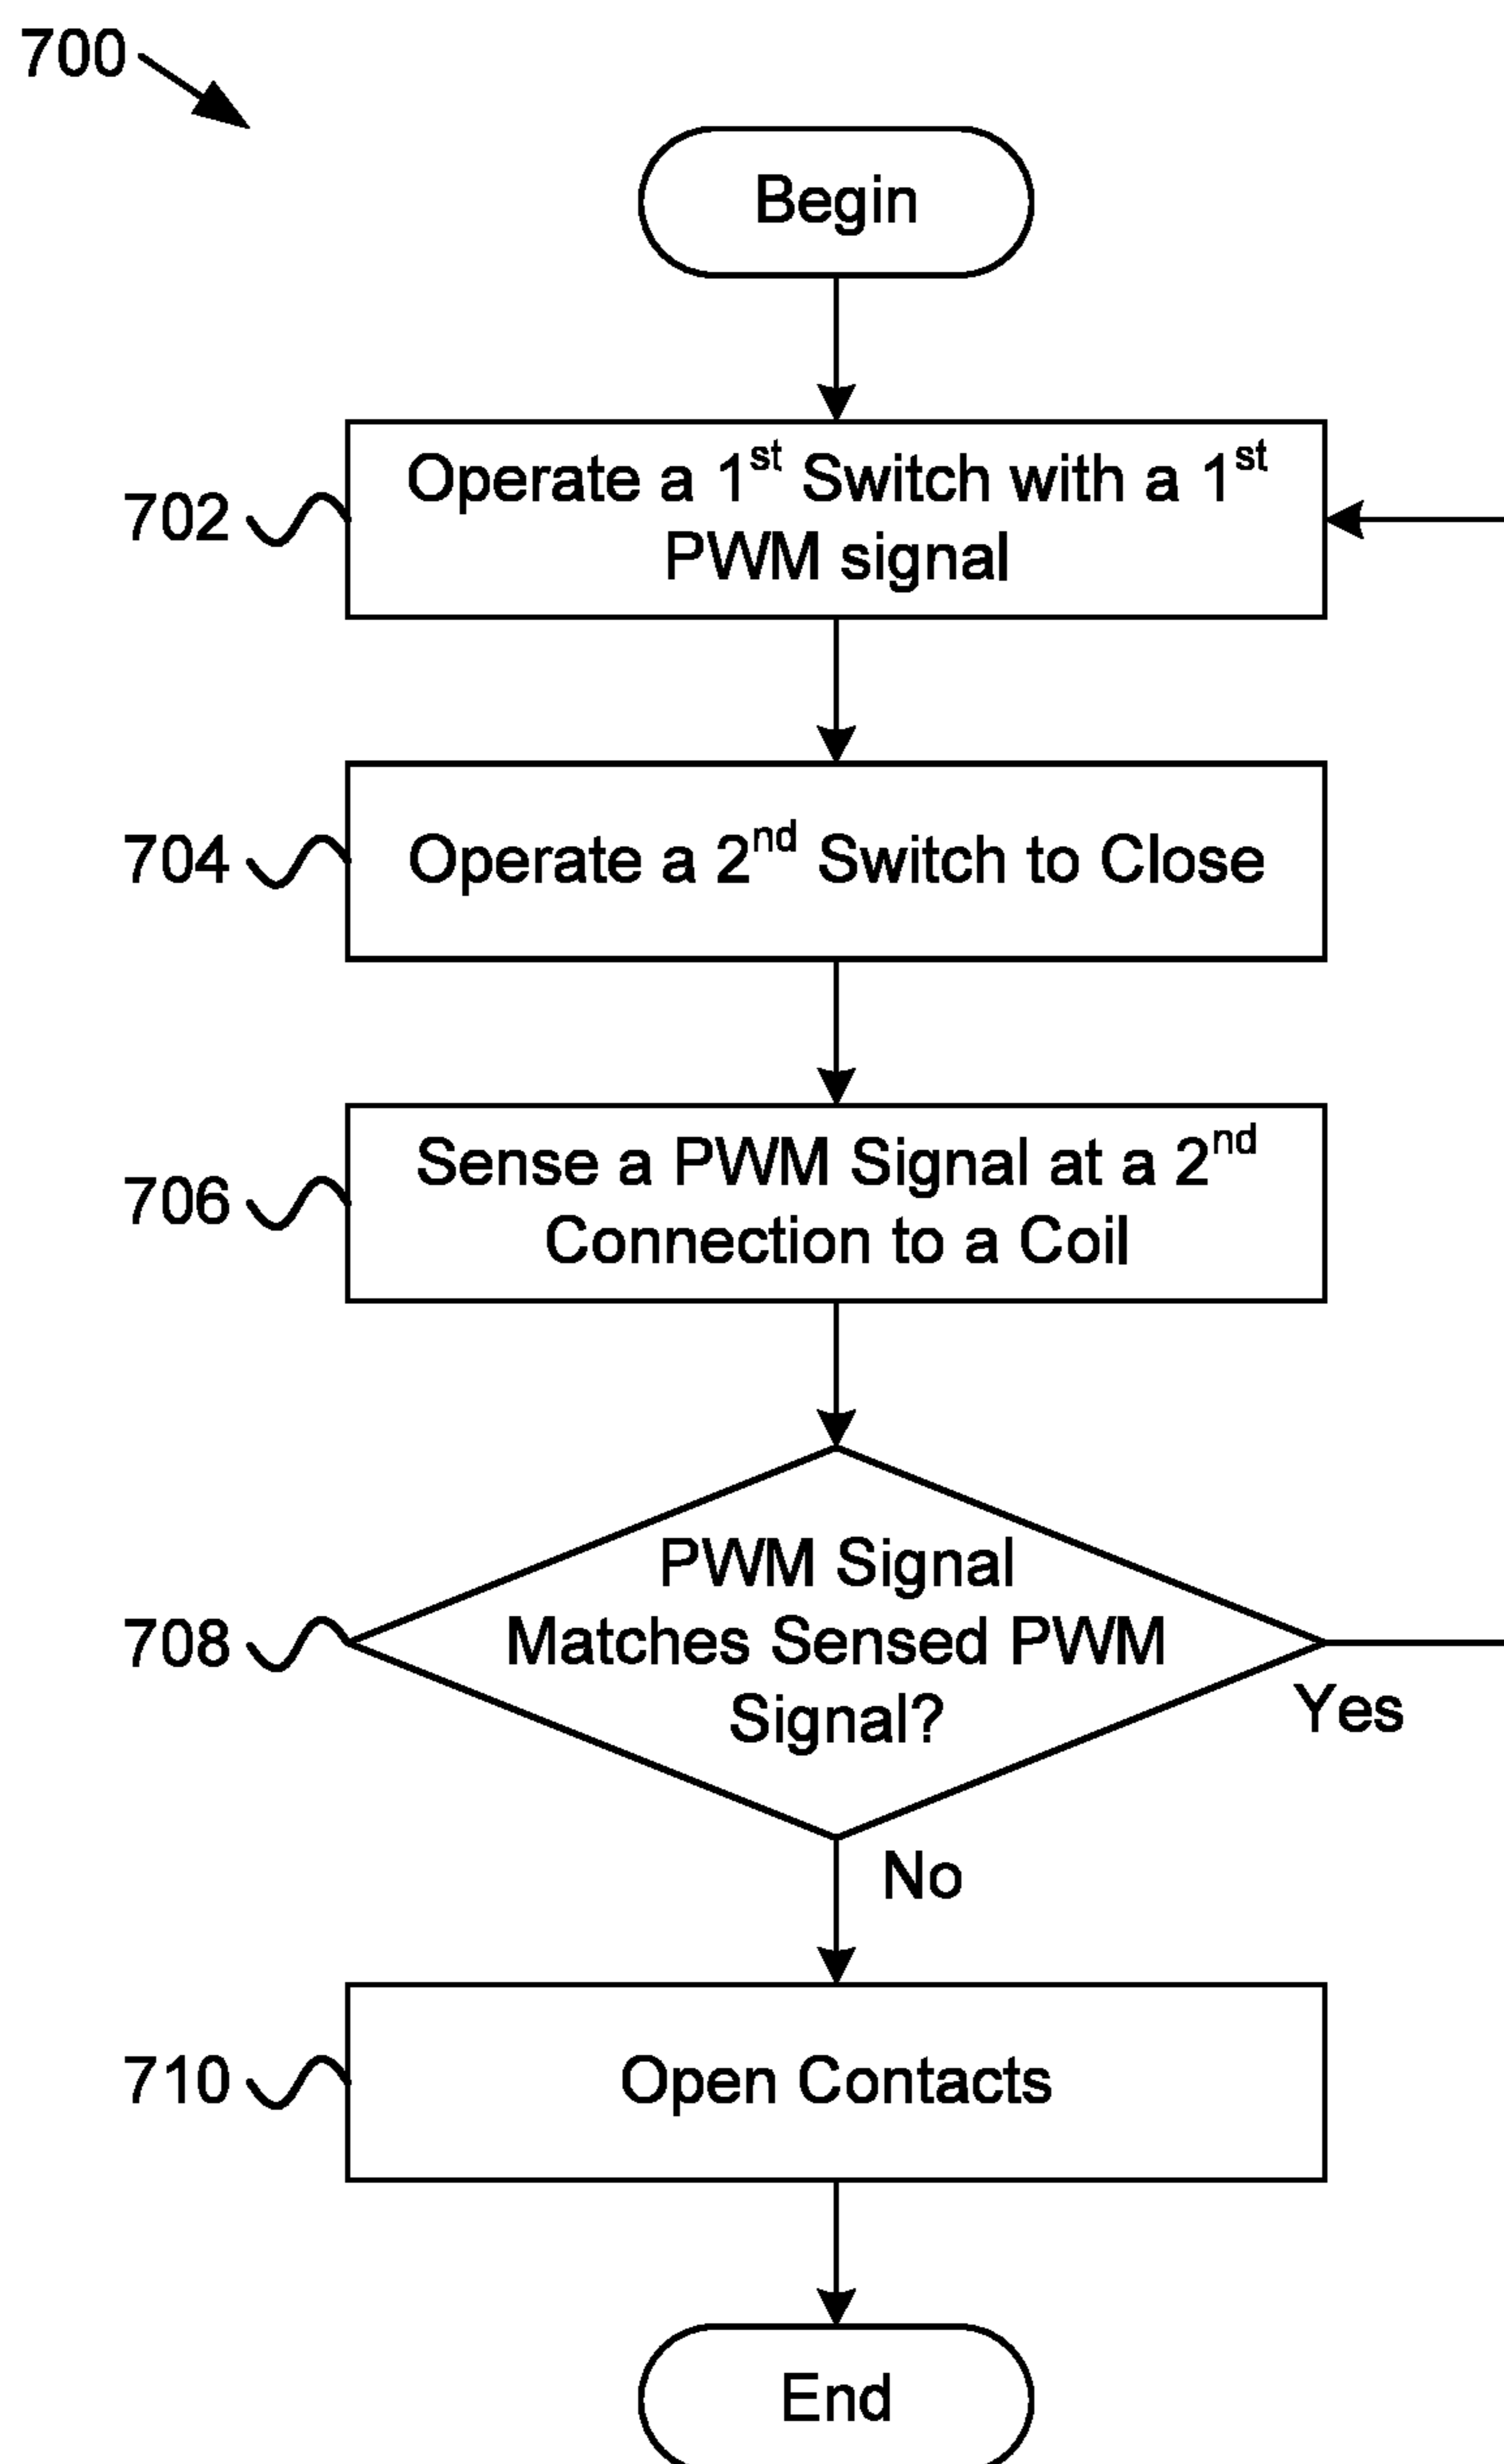 700
Begin
702
Operate a 1st Switch with a 1st
PWM signal
704
Operate a 2nd Switch to Close
706
Sense a PWM Signal at a 2nd
Connection to a Coil
708
PWM Signal
Matches Sensed PWM
Signal?
Yes
No
710
Open Contacts
End